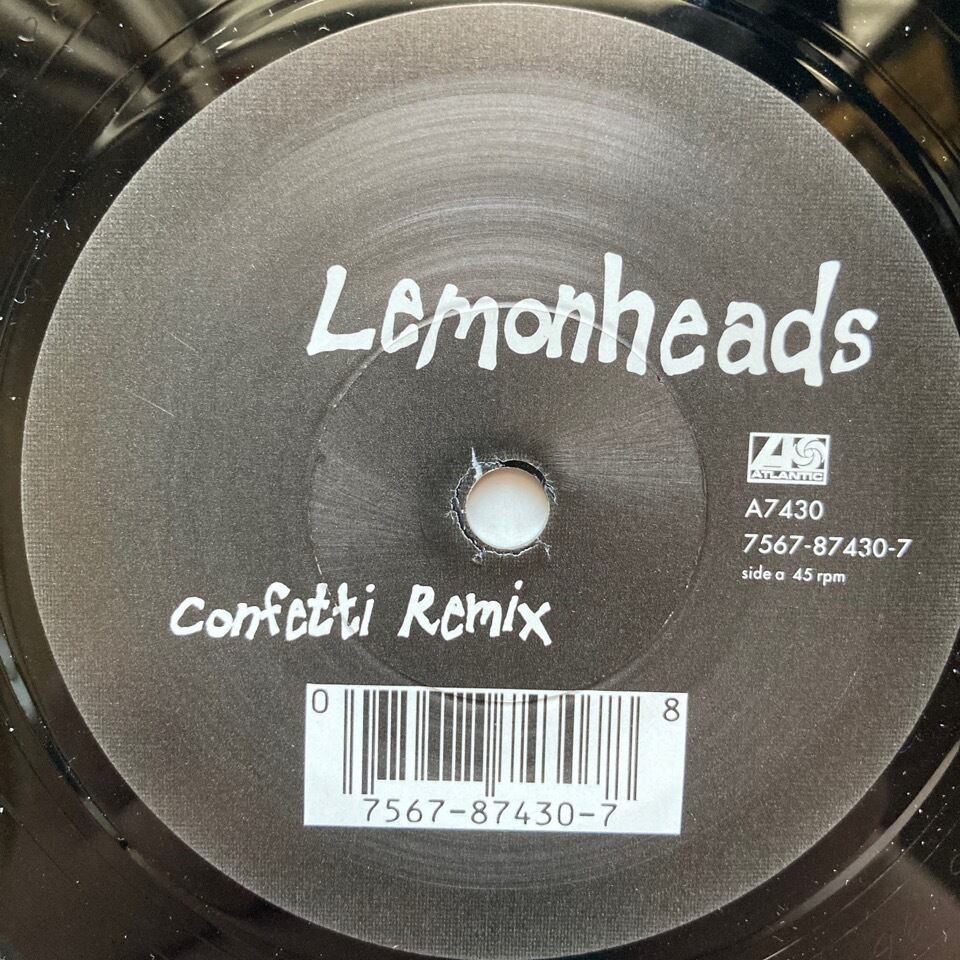 Lemonheads
ATLANTIC
A7430
7567-87430-7
side a 45 rpm
Confetti Remix
0 8
7567-87430-7